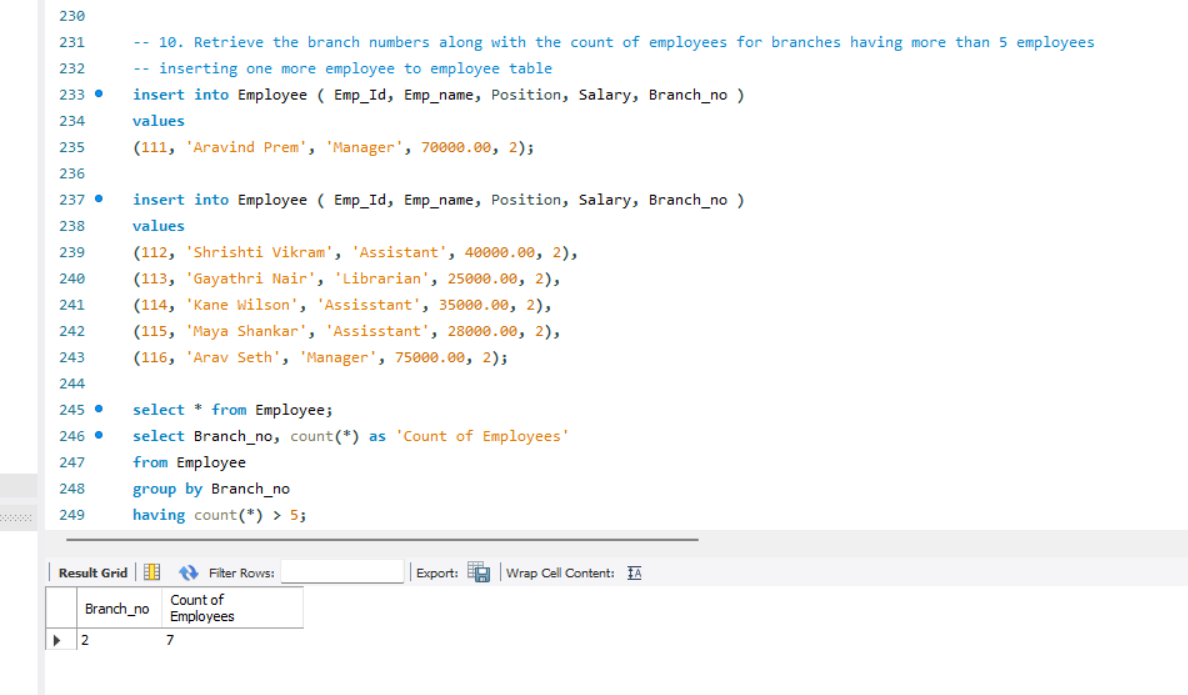 230
231 -- 10. Retrieve the branch numbers along with the count of employees for branches having more than 5 employees
232 -- inserting one more employee to employee table
233 insert into Employee ( Emp_Id, Emp_name, Position, Salary, Branch_no )
234 values
235 (111, 'Aravind Prem', 'Manager', 70000.00, 2);
236
237 insert into Employee ( Emp_Id, Emp_name, Position, Salary, Branch_no )
238 values
239 (112, 'Shrishti Vikram', 'Assistant', 40000.00, 2),
240 (113, 'Gayathri Nair', 'Librarian', 25000.00, 2),
241 (114, 'Kane Wilson', 'Assisstant', 35000.00, 2),
242 (115, 'Maya Shankar', 'Assisstant', 28000.00, 2),
243 (116, 'Arav Seth', 'Manager', 75000.00, 2);
244
245 select * from Employee;
246 select Branch_no, count(*) as 'Count of Employees'
247 from Employee
248 group by Branch_no
249 having count(*) > 5;
Result Grid Filter Rows: Export: Wrap Cell Content: IA
Branch_no Count of
Employees
2 7